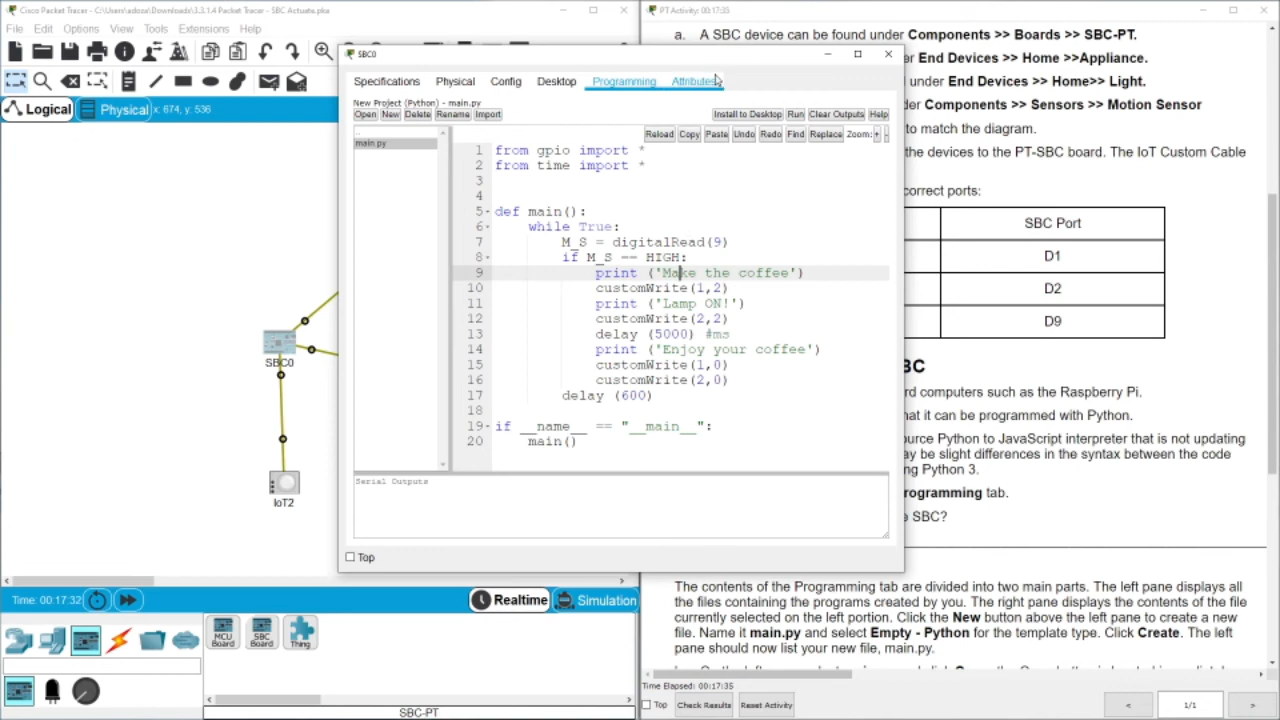 Cisco Packet Tracer - C:\Users\adoza\Downloads\3.3.1.4 Packet Tracer - SBC Actuate.pka
File Edit Options View Tools Extensions Help
Logical Physical x: 674, y: 536
SBC0
IoT2
Time: 00:17:32
Realtime Simulation
MCU Board
SBC Board
Thing
SBC-PT
SBC0
Specifications Physical Config Desktop Programming Attributes
New Project (Python) - main.py
Open New Delete Rename Import Install to Desktop Run Clear Outputs Help
..
main.py
Reload Copy Paste Undo Redo Find Replace Zoom: + -
1 from gpio import *
2 from time import *
3
4
5 def main():
6 while True:
7 M_S = digitalRead(9)
8 if M_S == HIGH:
9 print ('Make the coffee')
10 customWrite(1,2)
11 print ('Lamp ON!')
12 customWrite(2,2)
13 delay (5000) #ms
14 print ('Enjoy your coffee')
15 customWrite(1,0)
16 customWrite(2,0)
17 delay (600)
18
19 if __name__ == "__main__":
20 main()
Serial Outputs
Top
PT Activity: 00:17:35
a. A SBC device can be found under Components >> Boards >> SBC-PT.
er End Devices >> Home >>Appliance.
under End Devices >> Home>> Light.
der Components >> Sensors >> Motion Sensor
to match the diagram.
the devices to the PT-SBC board. The IoT Custom Cable
correct ports:
SBC Port
D1
D2
D9
BC
rd computers such as the Raspberry Pi.
hat it can be programmed with Python.
ource Python to JavaScript interpreter that is not updating
ay be slight differences in the syntax between the code
ng Python 3.
rogramming tab.
e SBC?
The contents of the Programming tab are divided into two main parts. The left pane displays all
the files containing the programs created by you. The right pane displays the contents of the file
currently selected on the left portion. Click the New button above the left pane to create a new
file. Name it main.py and select Empty - Python for the template type. Click Create. The left
pane should now list your new file, main.py.
Time Elapsed: 00:17:35
Top Check Results Reset Activity < 1/1 >